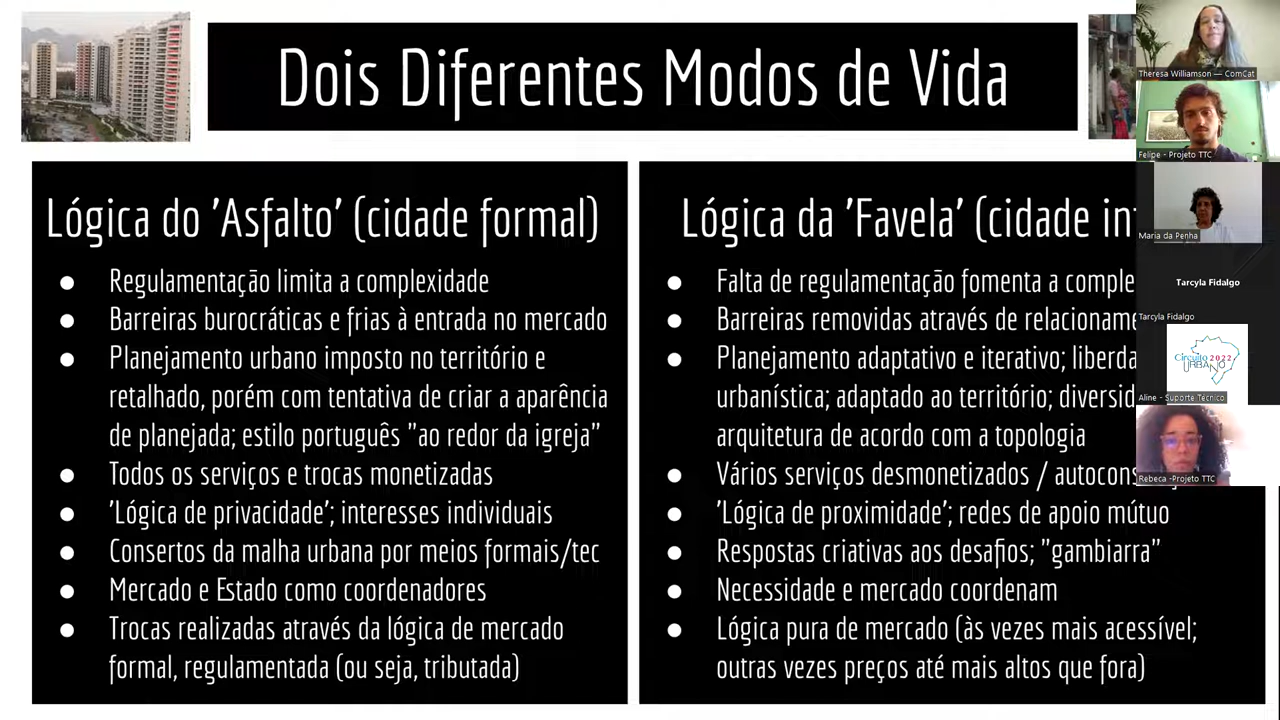 Dois Diferentes Modos de Vida
Lógica do 'Asfalto' (cidade formal)
● Regulamentação limita a complexidade
● Barreiras burocráticas e frias à entrada no mercado
● Planejamento urbano imposto no território e
retalhado, porém com tentativa de criar a aparência
de planejada; estilo português "ao redor da igreja"
● Todos os serviços e trocas monetizadas
● 'Lógica de privacidade'; interesses individuais
● Consertos da malha urbana por meios formais/tec
● Mercado e Estado como coordenadores
● Trocas realizadas através da lógica de mercado
formal, regulamentada (ou seja, tributada)
Lógica da 'Favela' (cidade
● Falta de regulamentação fomenta a
● Barreiras removidas através de
● Planejamento adaptativo e iterativo;
urbanística; adaptado ao território;
arquitetura de acordo com a topologia
● Vários serviços desmonetizados /
● 'Lógica de proximidade'; redes de apoio mútuo
● Respostas criativas aos desafios; "gambiarra"
● Necessidade e mercado coordenam
● Lógica pura de mercado (às vezes mais acessível;
outras vezes preços até mais altos que fora)
Theresa Williamson — ComCat
Felipe - Projeto TTC
Maria da Penha
Tarcyla Fidalgo
Tarcyla Fidalgo
Circuito 2022
URBANO
Aline - Suporte Técnico
Rebeca -Projeto TTC